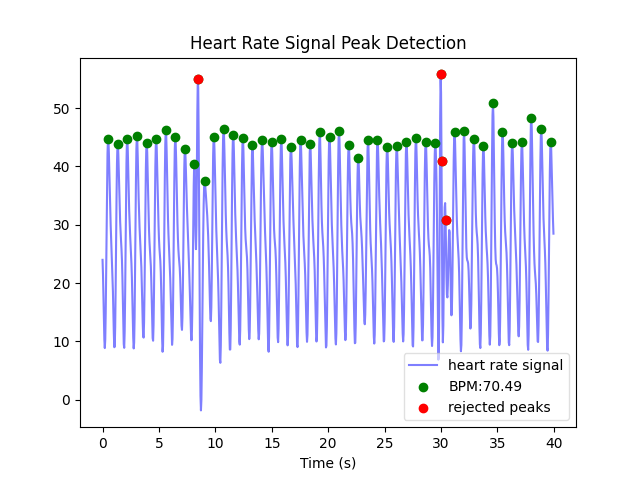 Heart Rate Signal Peak Detection
50
40
30
20
10
0
heart rate signal
BPM:70.49
rejected peaks
0 5 10 15 20 25 30 35 40
Time (s)